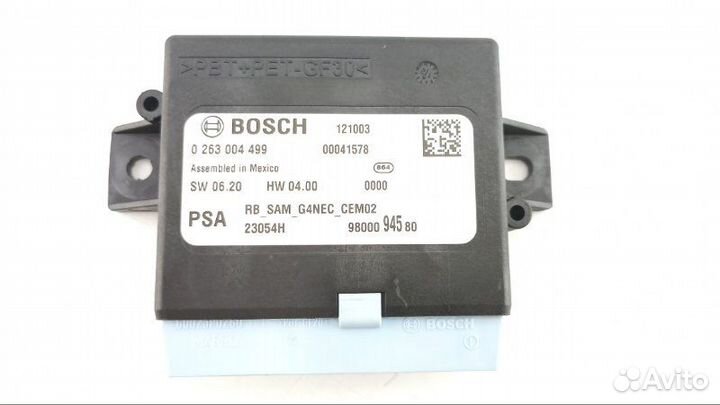 >PBT+PET-GF30<
BOSCH 121003
0 263 004 499 00041578
Assembled in Mexico 864
SW 06.20 HW 04.00 0000
PSA RB_SAM_G4NEC_CEM02
23054H 98000 945 80
BOSCH
Avito